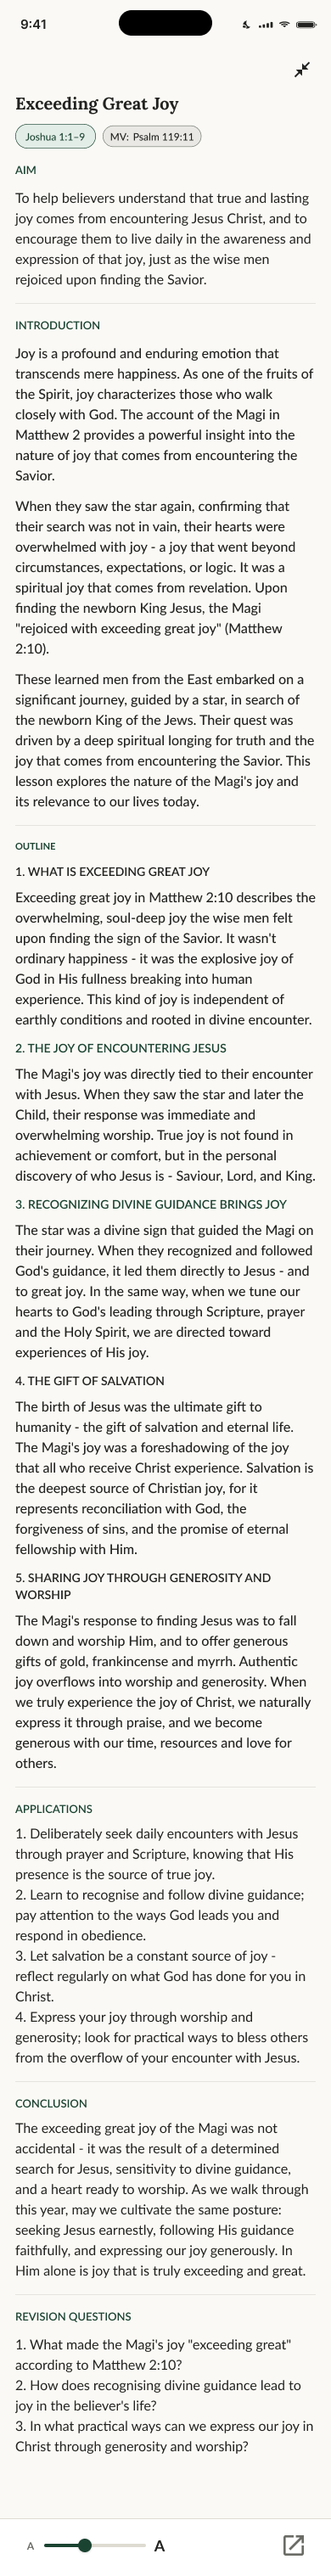 9:41
Exceeding Great Joy
Joshua 1:1–9
MV: Psalm 119:11
AIM
To help believers understand that true and lasting
joy comes from encountering Jesus Christ, and to
encourage them to live daily in the awareness and
expression of that joy, just as the wise men
rejoiced upon finding the Savior.
INTRODUCTION
Joy is a profound and enduring emotion that
transcends mere happiness. As one of the fruits of
the Spirit, joy characterizes those who walk
closely with God. The account of the Magi in
Matthew 2 provides a powerful insight into the
nature of joy that comes from encountering the
Savior.
When they saw the star again, confirming that
their search was not in vain, their hearts were
overwhelmed with joy - a joy that went beyond
circumstances, expectations, or logic. It was a
spiritual joy that comes from revelation. Upon
finding the newborn King Jesus, the Magi
"rejoiced with exceeding great joy" (Matthew
2:10).
These learned men from the East embarked on a
significant journey, guided by a star, in search of
the newborn King of the Jews. Their quest was
driven by a deep spiritual longing for truth and the
joy that comes from encountering the Savior. This
lesson explores the nature of the Magi's joy and
its relevance to our lives today.
OUTLINE
1. WHAT IS EXCEEDING GREAT JOY
Exceeding great joy in Matthew 2:10 describes the
overwhelming, soul-deep joy the wise men felt
upon finding the sign of the Savior. It wasn't
ordinary happiness - it was the explosive joy of
God in His fullness breaking into human
experience. This kind of joy is independent of
earthly conditions and rooted in divine encounter.
2. THE JOY OF ENCOUNTERING JESUS
The Magi's joy was directly tied to their encounter
with Jesus. When they saw the star and later the
Child, their response was immediate and
overwhelming worship. True joy is not found in
achievement or comfort, but in the personal
discovery of who Jesus is - Saviour, Lord, and King.
3. RECOGNIZING DIVINE GUIDANCE BRINGS JOY
The star was a divine sign that guided the Magi on
their journey. When they recognized and followed
God's guidance, it led them directly to Jesus - and
to great joy. In the same way, when we tune our
hearts to God's leading through Scripture, prayer
and the Holy Spirit, we are directed toward
experiences of His joy.
4. THE GIFT OF SALVATION
The birth of Jesus was the ultimate gift to
humanity - the gift of salvation and eternal life.
The Magi's joy was a foreshadowing of the joy
that all who receive Christ experience. Salvation is
the deepest source of Christian joy, for it
represents reconciliation with God, the
forgiveness of sins, and the promise of eternal
fellowship with Him.
5. SHARING JOY THROUGH GENEROSITY AND
WORSHIP
The Magi's response to finding Jesus was to fall
down and worship Him, and to offer generous
gifts of gold, frankincense and myrrh. Authentic
joy overflows into worship and generosity. When
we truly experience the joy of Christ, we naturally
express it through praise, and we become
generous with our time, resources and love for
others.
APPLICATIONS
1. Deliberately seek daily encounters with Jesus
through prayer and Scripture, knowing that His
presence is the source of true joy.
2. Learn to recognise and follow divine guidance;
pay attention to the ways God leads you and
respond in obedience.
3. Let salvation be a constant source of joy -
reflect regularly on what God has done for you in
Christ.
4. Express your joy through worship and
generosity; look for practical ways to bless others
from the overflow of your encounter with Jesus.
CONCLUSION
The exceeding great joy of the Magi was not
accidental - it was the result of a determined
search for Jesus, sensitivity to divine guidance,
and a heart ready to worship. As we walk through
this year, may we cultivate the same posture:
seeking Jesus earnestly, following His guidance
faithfully, and expressing our joy generously. In
Him alone is joy that is truly exceeding and great.
REVISION QUESTIONS
1. What made the Magi's joy "exceeding great"
according to Matthew 2:10?
2. How does recognising divine guidance lead to
joy in the believer's life?
3. In what practical ways can we express our joy in
Christ through generosity and worship?
A A